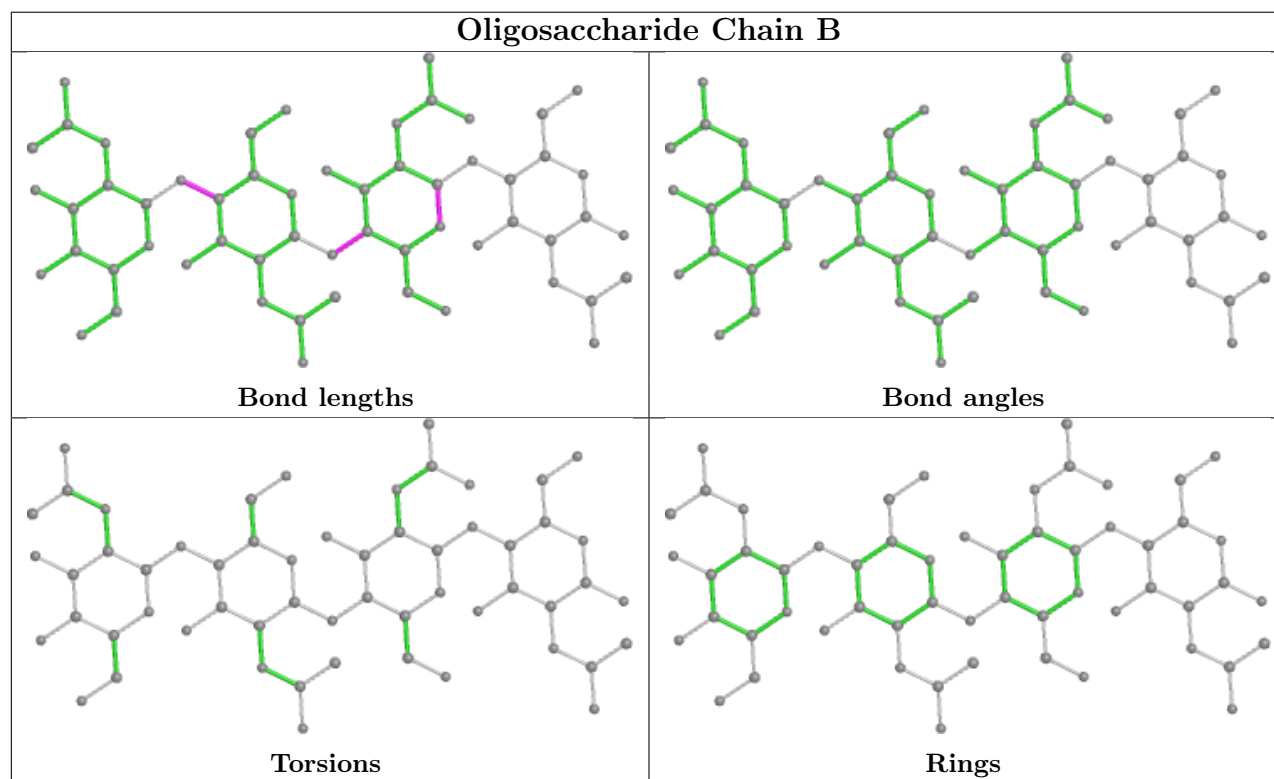 Oligosaccharide Chain B
Bond lengths
Bond angles
Torsions
Rings